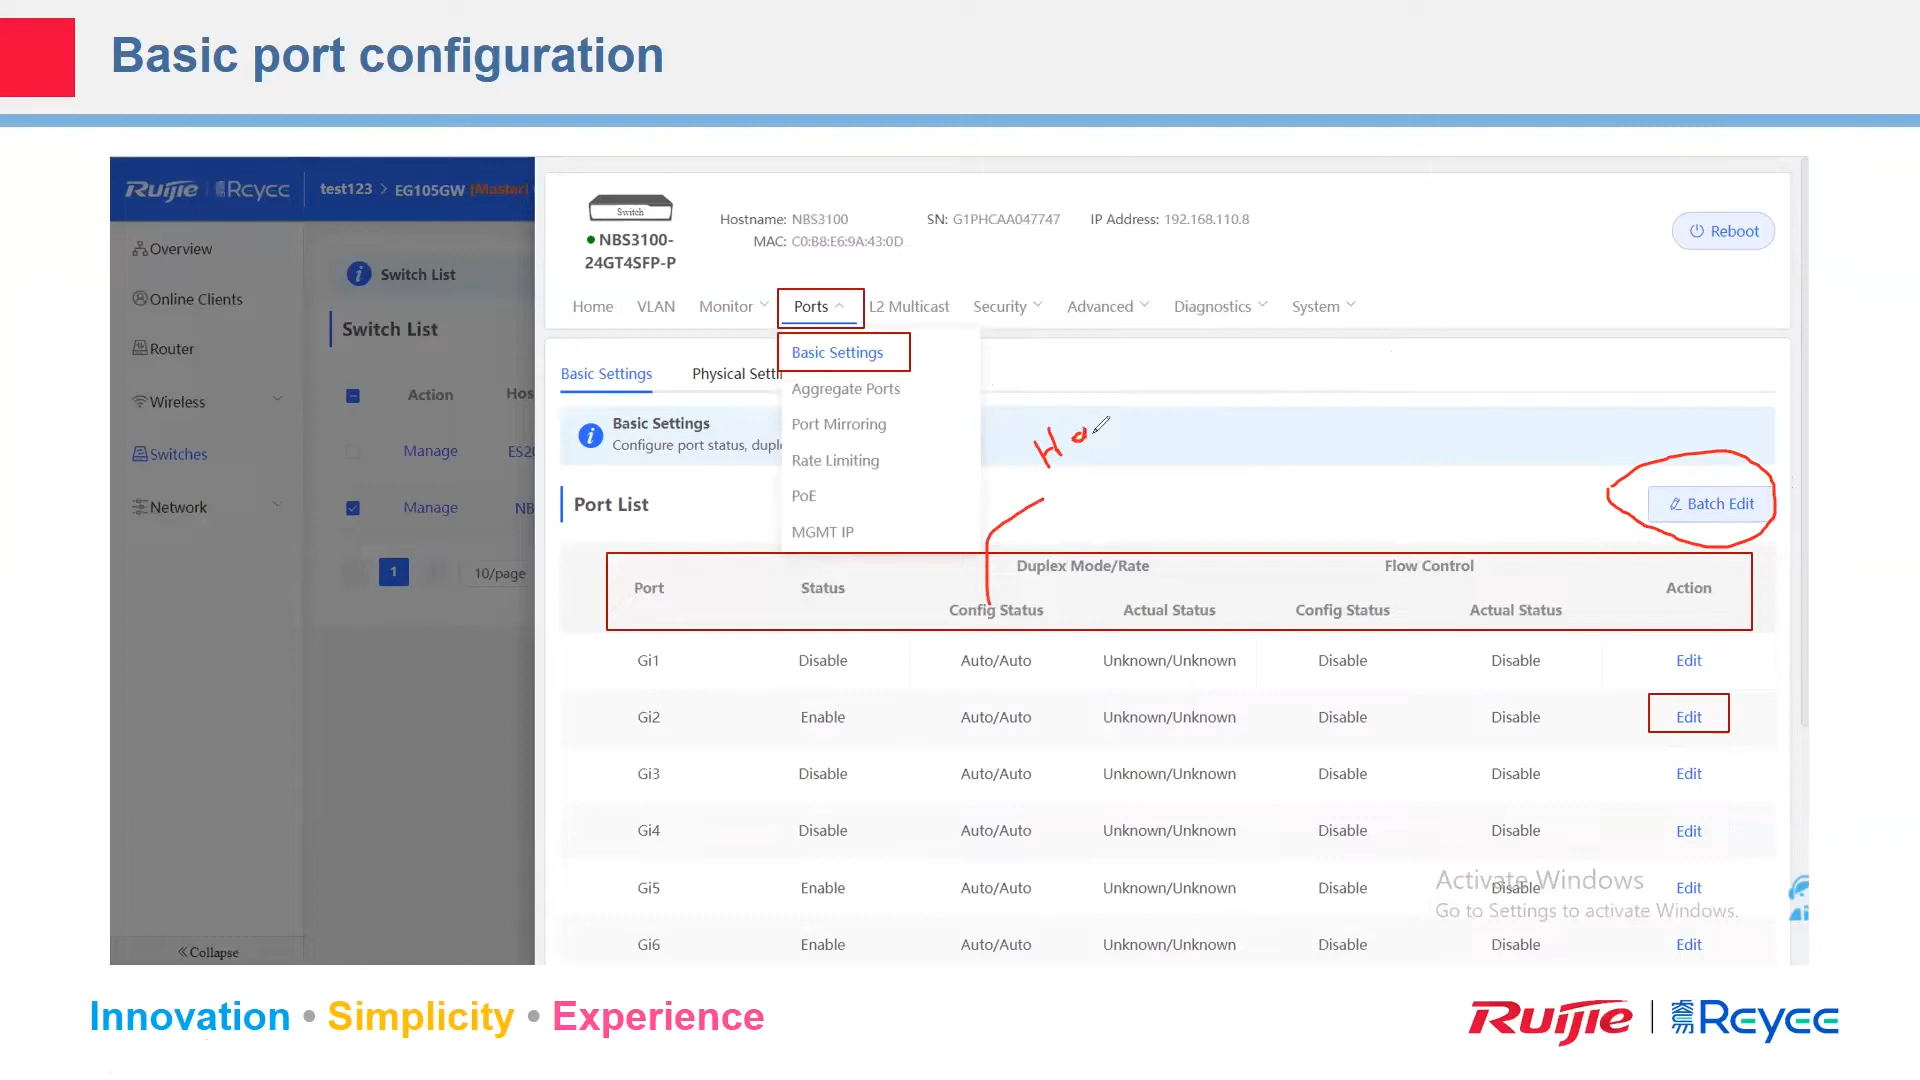 Basic port configuration
Ruijie Reyee test123 > EG105GW [Master]
Overview
Online Clients
Router
Wireless
Switches
Network
Collapse
Switch List
Switch List
Action
Manage
Manage
1 10/page
Switch
NBS3100-
24GT4SFP-P
Hostname: NBS3100 SN: G1PHCAA047747 IP Address: 192.168.110.8
MAC: C0:B8:E6:9A:43:0D
Reboot
Home VLAN Monitor Ports L2 Multicast Security Advanced Diagnostics System
Basic Settings
Aggregate Ports
Port Mirroring
Rate Limiting
PoE
MGMT IP
Basic Settings Physical
Basic Settings
Configure port status,
Ha
Port List
Batch Edit
Port Status Duplex Mode/Rate Flow Control Action
Config Status Actual Status Config Status Actual Status
Gi1 Disable Auto/Auto Unknown/Unknown Disable Disable Edit
Gi2 Enable Auto/Auto Unknown/Unknown Disable Disable Edit
Gi3 Disable Auto/Auto Unknown/Unknown Disable Disable Edit
Gi4 Disable Auto/Auto Unknown/Unknown Disable Disable Edit
Gi5 Enable Auto/Auto Unknown/Unknown Disable Disable Edit
Gi6 Enable Auto/Auto Unknown/Unknown Disable Disable Edit
Activate Windows
Go to Settings to activate Windows.
Innovation • Simplicity • Experience
Ruijie | Reyee